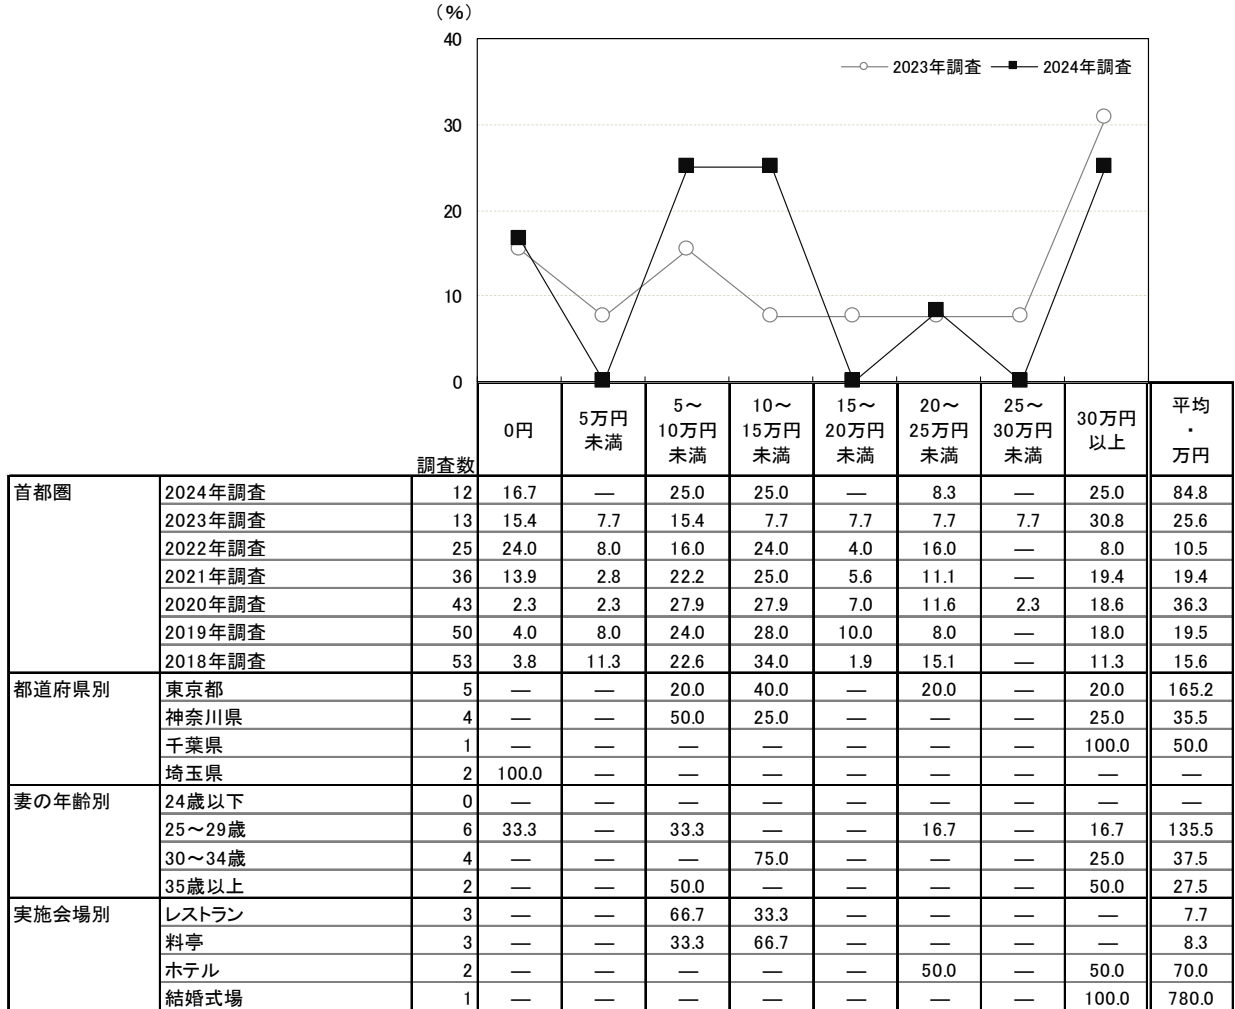 （%）
40
30
20
10
0
2023年調査 2024年調査
調査数 0円 5万円未満 5～10万円未満 10～15万円未満 15～20万円未満 20～25万円未満 25～30万円未満 30万円以上 平均・万円
首都圏 2024年調査 12 16.7 — 25.0 25.0 — 8.3 — 25.0 84.8
2023年調査 13 15.4 7.7 15.4 7.7 7.7 7.7 7.7 30.8 25.6
2022年調査 25 24.0 8.0 16.0 24.0 4.0 16.0 — 8.0 10.5
2021年調査 36 13.9 2.8 22.2 25.0 5.6 11.1 — 19.4 19.4
2020年調査 43 2.3 2.3 27.9 27.9 7.0 11.6 2.3 18.6 36.3
2019年調査 50 4.0 8.0 24.0 28.0 10.0 8.0 — 18.0 19.5
2018年調査 53 3.8 11.3 22.6 34.0 1.9 15.1 — 11.3 15.6
都道府県別 東京都 5 — — 20.0 40.0 — 20.0 — 20.0 165.2
神奈川県 4 — — 50.0 25.0 — — — 25.0 35.5
千葉県 1 — — — — — — — 100.0 50.0
埼玉県 2 100.0 — — — — — — — —
妻の年齢別 24歳以下 0 — — — — — — — — —
25～29歳 6 33.3 — 33.3 — — 16.7 — 16.7 135.5
30～34歳 4 — — — 75.0 — — — 25.0 37.5
35歳以上 2 — — 50.0 — — — — 50.0 27.5
実施会場別 レストラン 3 — — 66.7 33.3 — — — — 7.7
料亭 3 — — 33.3 66.7 — — — — 8.3
ホテル 2 — — — — — 50.0 — 50.0 70.0
結婚式場 1 — — — — — — — 100.0 780.0